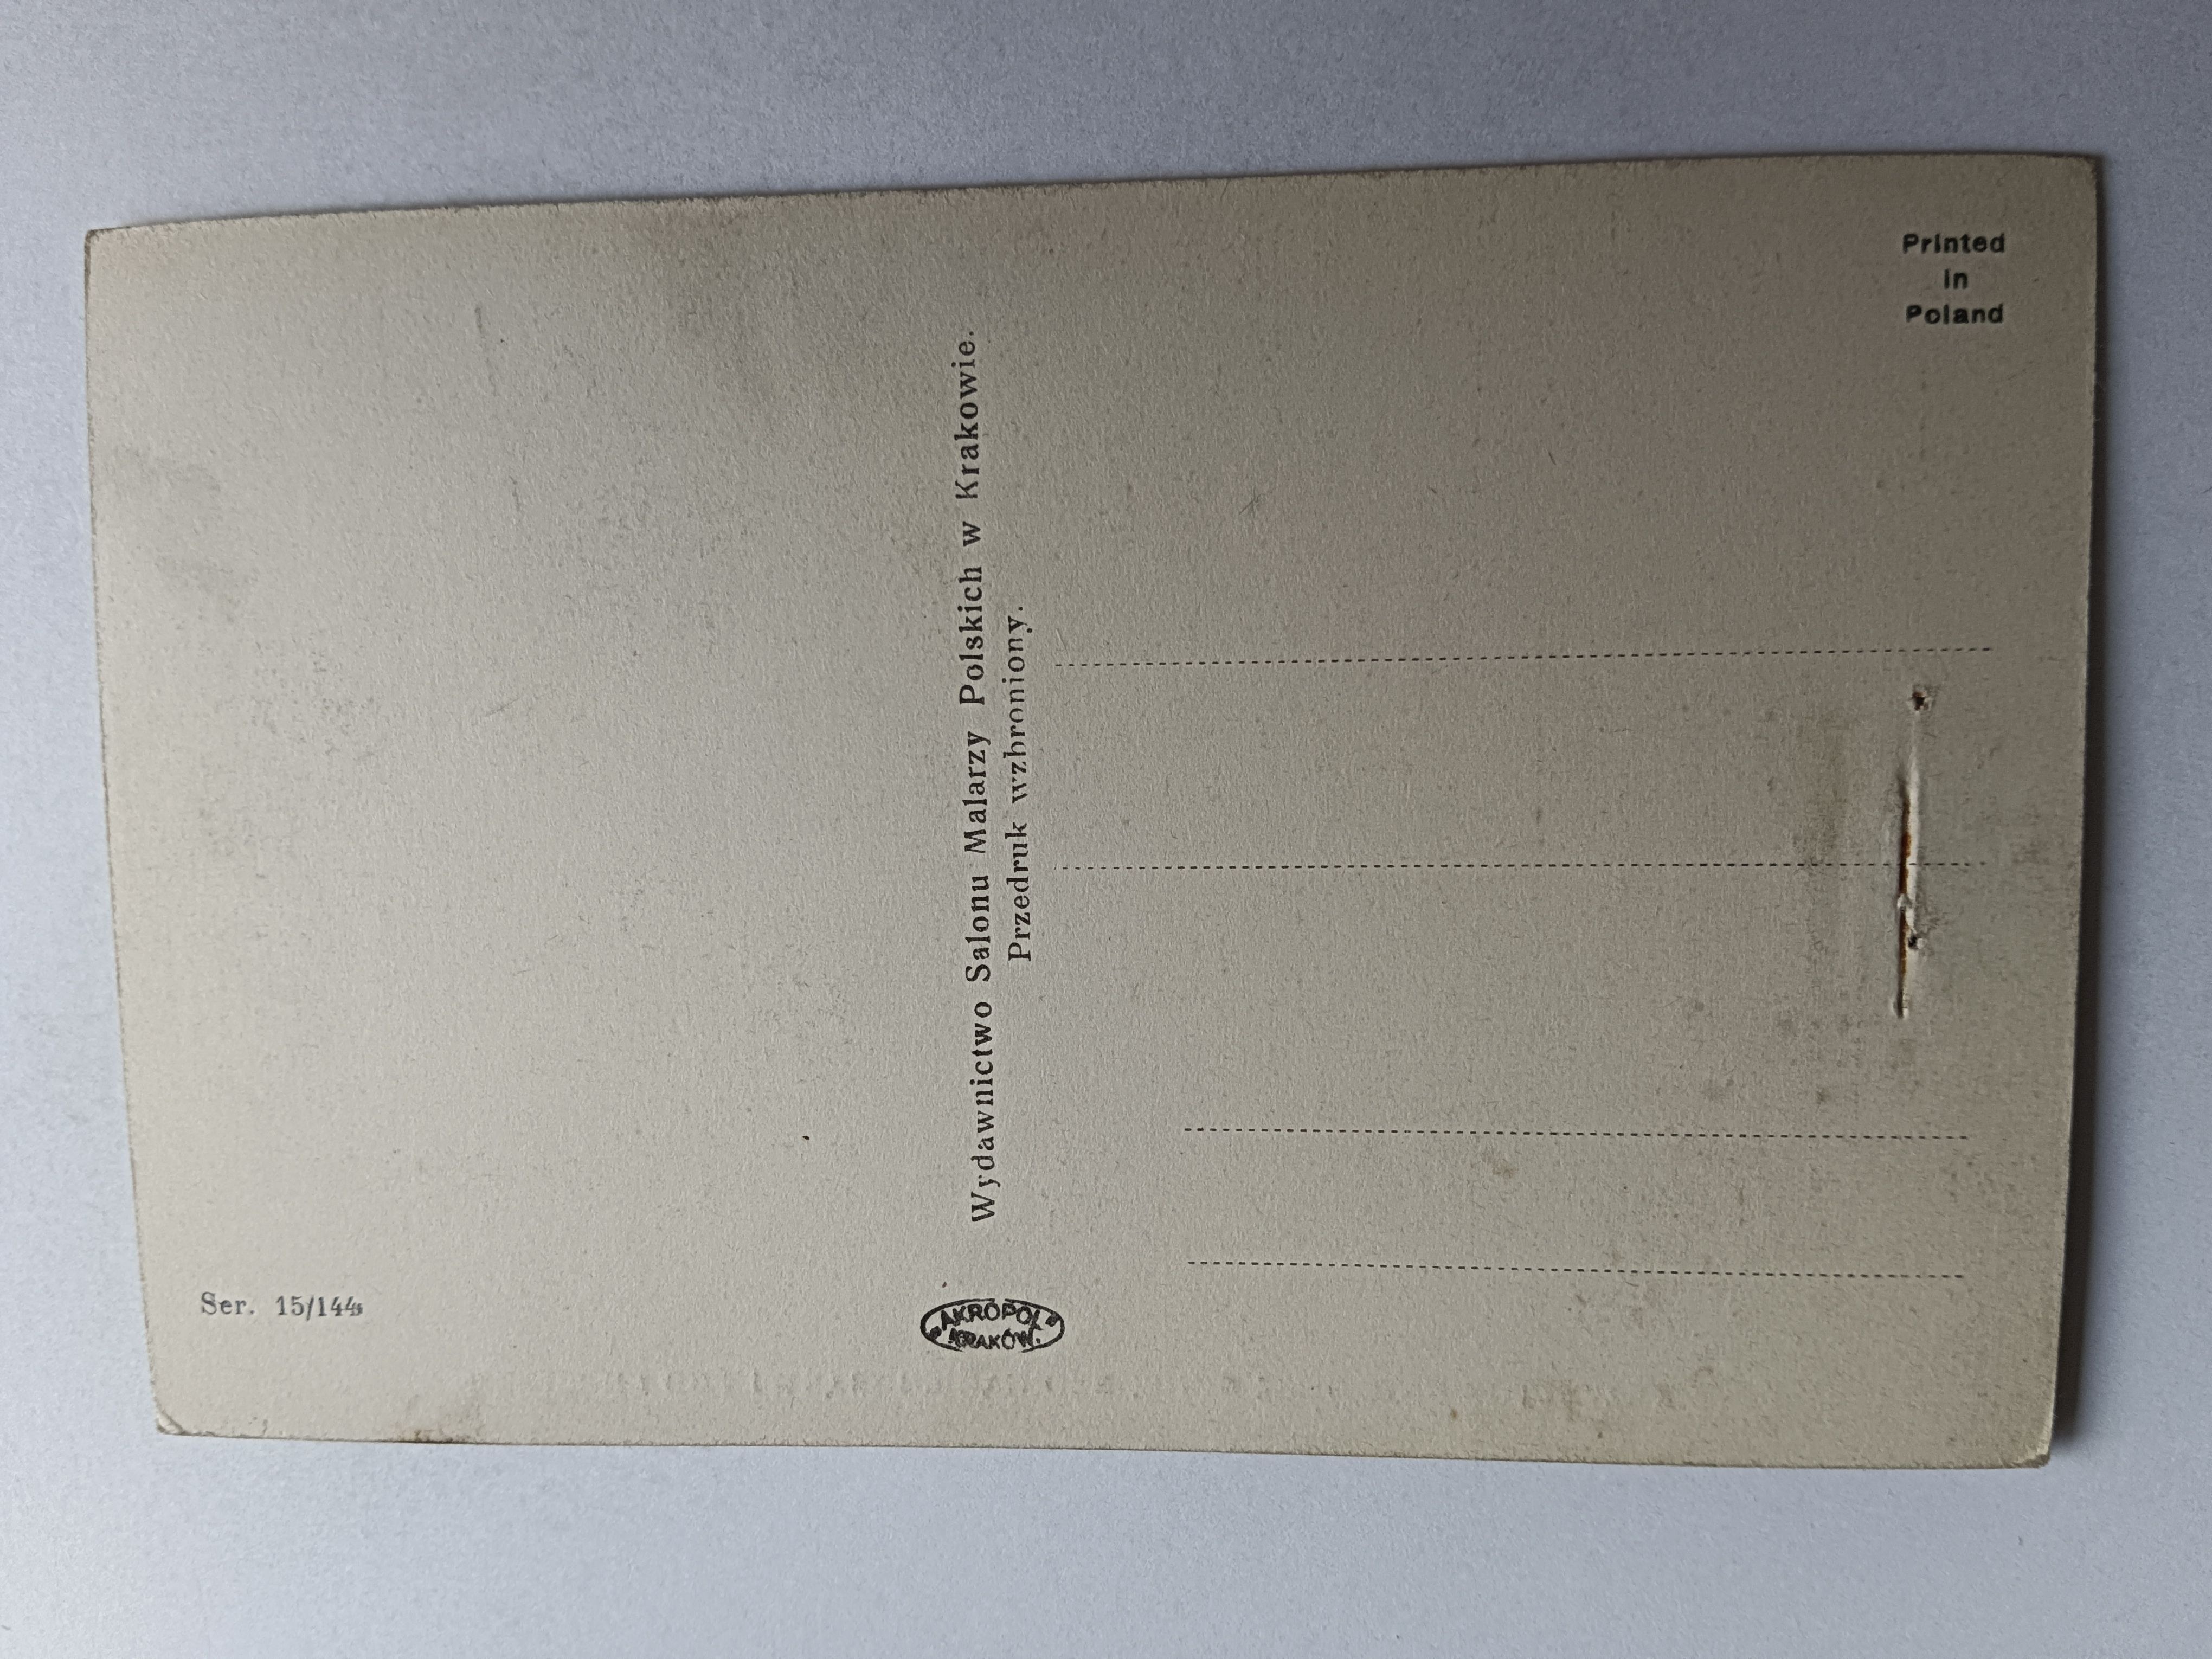 Printed
in
Poland
Wydawnictwo Salonu Malarzy Polskich w Krakowie.
Przedruk wzbroniony.
Ser. 15/144
AKROPOL
KRAKÓW.